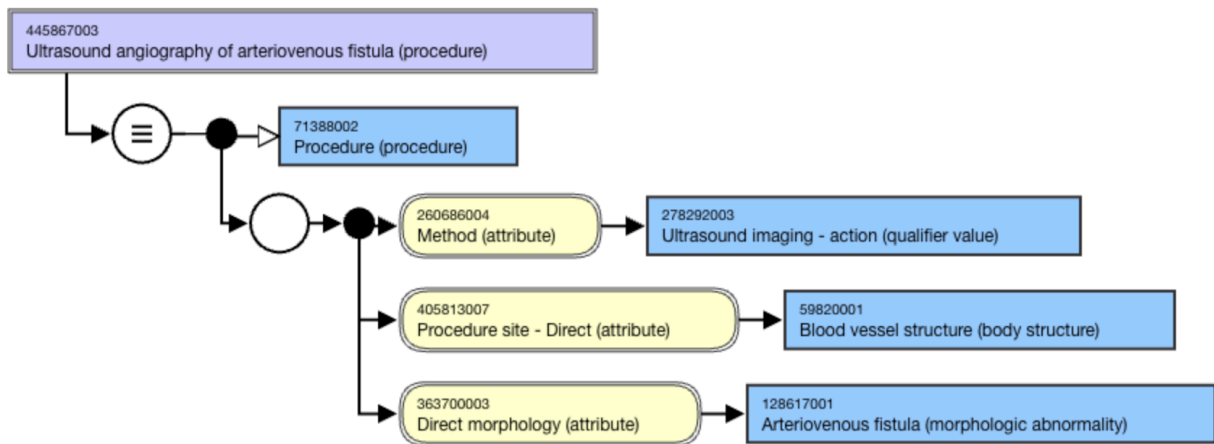 445867003
Ultrasound angiography of arteriovenous fistula (procedure)
71388002
Procedure (procedure)
260686004
Method (attribute)
278292003
Ultrasound imaging - action (qualifier value)
405813007
Procedure site - Direct (attribute)
59820001
Blood vessel structure (body structure)
363700003
Direct morphology (attribute)
128617001
Arteriovenous fistula (morphologic abnormality)